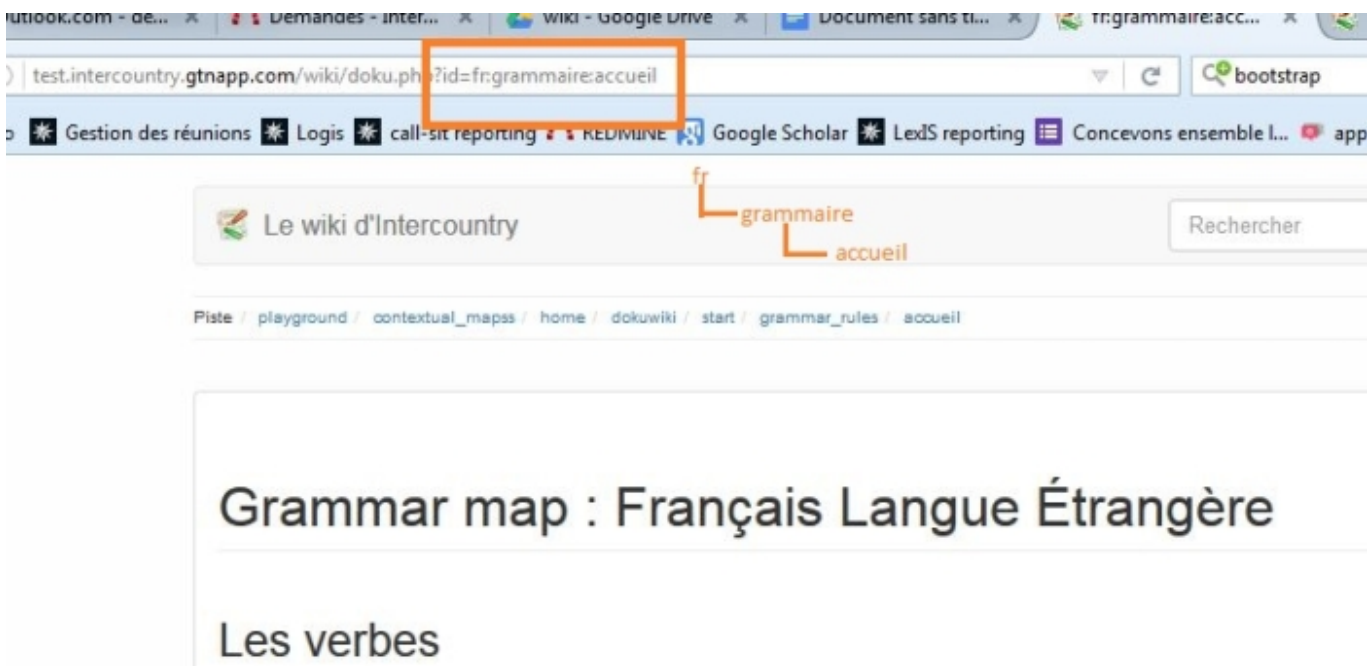 utlook.com - de... × Demandes - Inter... × wiki - Google Drive × Document sans ti... × fr:grammaire:acc... ×
test.intercountry.gtnapp.com/wiki/doku.php?id=fr:grammaire:accueil bootstrap
Gestion des réunions Logis call-sit reporting REDMINE Google Scholar LexIS reporting Concevons ensemble l... app
fr
Le wiki d'Intercountry grammaire Rechercher
accueil
Piste / playground / contextual_mapss / home / dokuwiki / start / grammar_rules / accueil
Grammar map : Français Langue Étrangère
Les verbes